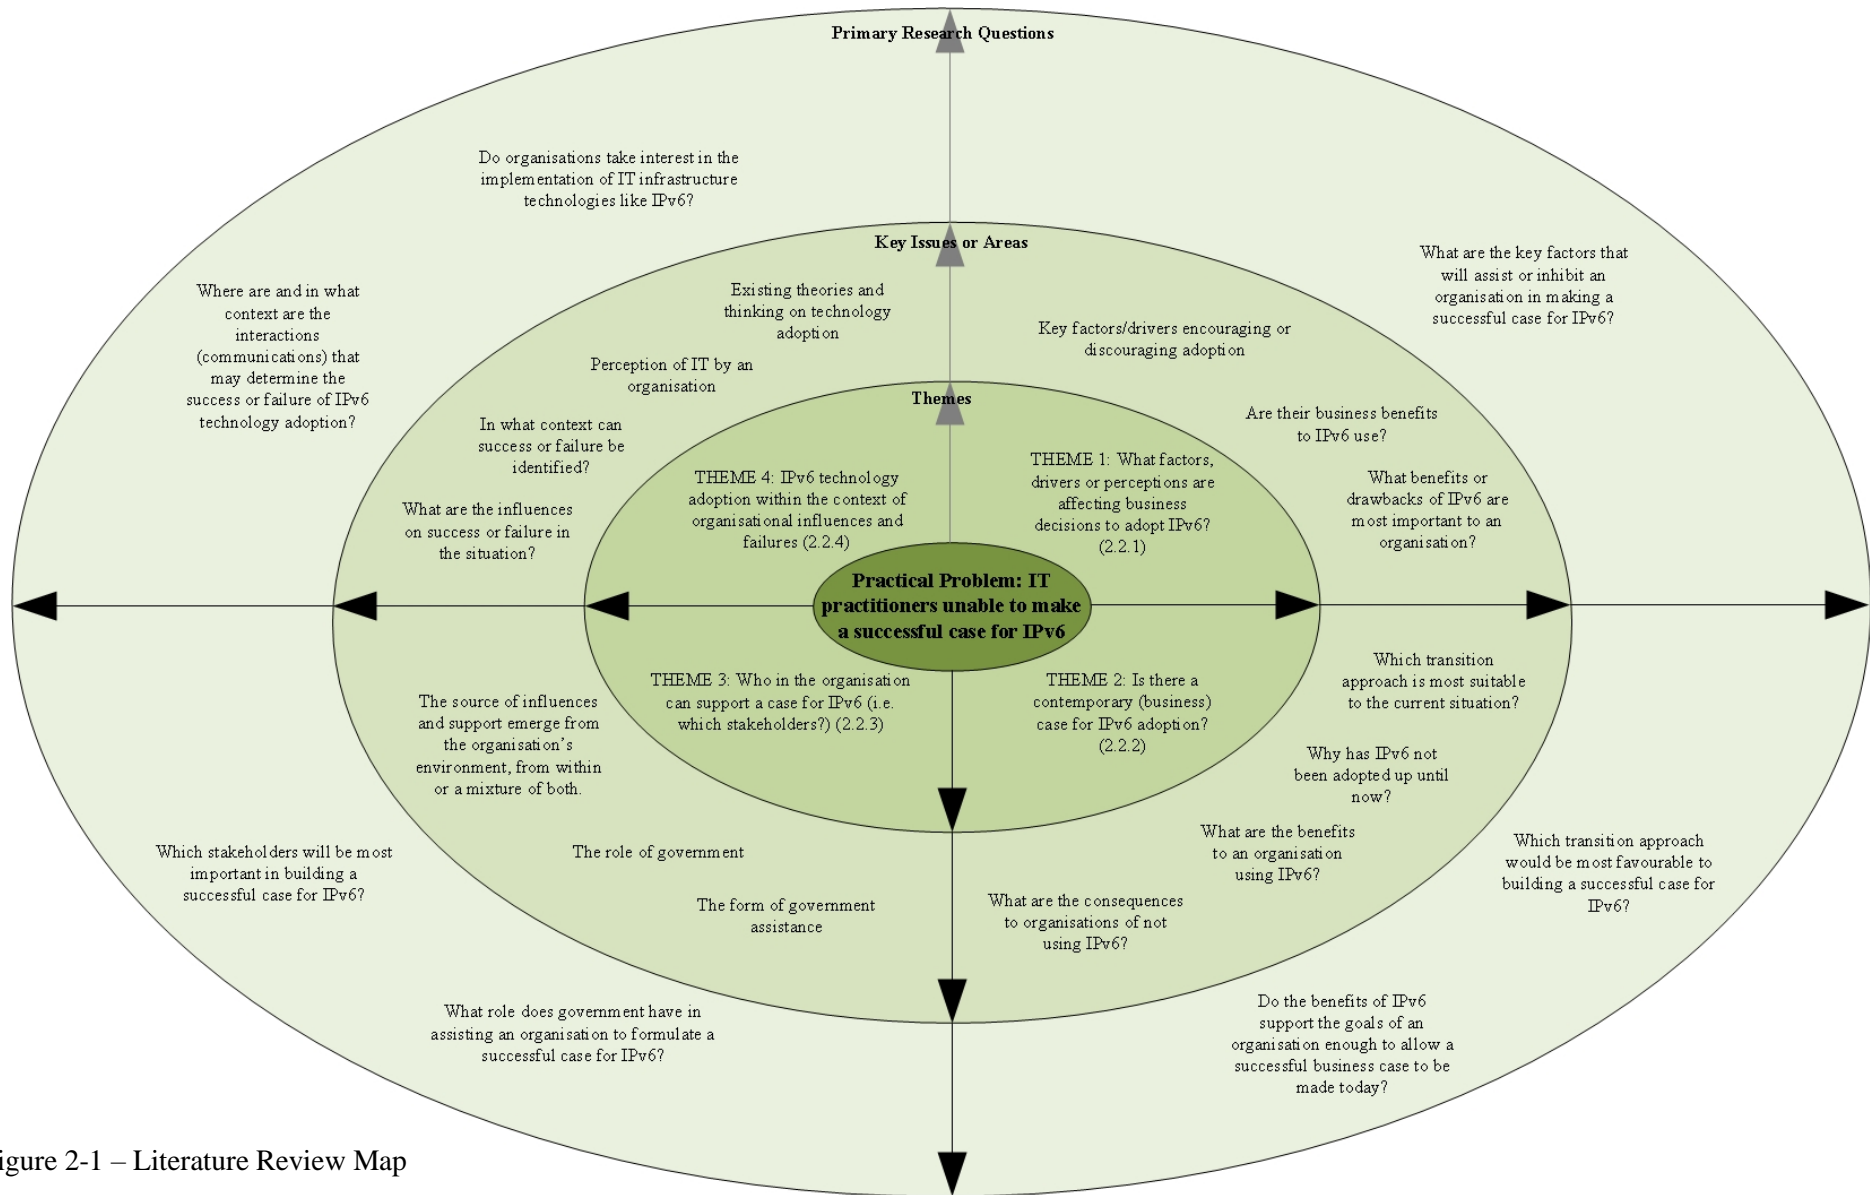 Primary Research Questions
Do organisations take interest in the
implementation of IT infrastructure
technologies like IPv6?
Where are and in what
context are the
interactions
(communications) that
may determine the
success or failure of IPv6
technology adoption?
What are the key factors that
will assist or inhibit an
organisation in making a
successful case for IPv6?
Key Issues or Areas
Existing theories and
thinking on technology
adoption
Perception of IT by an
organisation
In what context can
success or failure be
identified?
What are the influences
on success or failure in
the situation?
Key factors/drivers encouraging or
discouraging adoption
Are their business benefits
to IPv6 use?
What benefits or
drawbacks of IPv6 are
most important to an
organisation?
Themes
THEME 4: IPv6 technology
adoption within the context of
organisational influences and
failures (2.2.4)
THEME 1: What factors,
drivers or perceptions are
affecting business
decisions to adopt IPv6?
(2.2.1)
Practical Problem: IT
practitioners unable to make
a successful case for IPv6
THEME 3: Who in the organisation
can support a case for IPv6 (i.e.
which stakeholders?) (2.2.3)
THEME 2: Is there a
contemporary (business)
case for IPv6 adoption?
(2.2.2)
The source of influences
and support emerge from
the organisation's
environment, from within
or a mixture of both.
The role of government
The form of government
assistance
Which transition
approach is most suitable
to the current situation?
Why has IPv6 not
been adopted up until
now?
What are the benefits
to an organisation
using IPv6?
What are the consequences
to organisations of not
using IPv6?
Which stakeholders will be most
important in building a
successful case for IPv6?
What role does government have in
assisting an organisation to formulate a
successful case for IPv6?
Which transition approach
would be most favourable to
building a successful case for
IPv6?
Do the benefits of IPv6
support the goals of an
organisation enough to allow a
successful business case to be
made today?
igure 2-1 – Literature Review Map